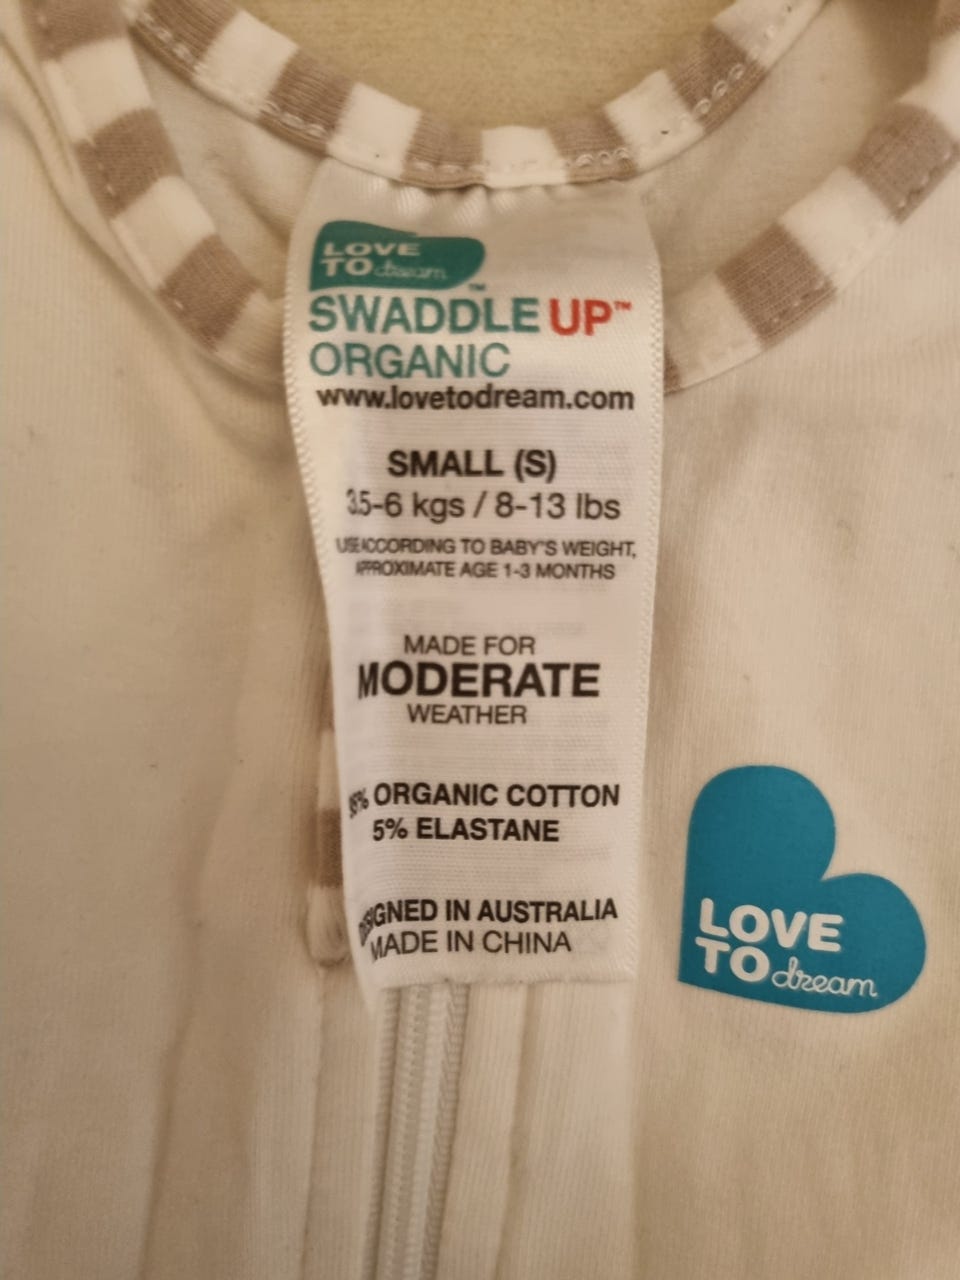 LOVE
TO dream™
SWADDLE UP™
ORGANIC
www.lovetodream.com
SMALL (S)
3.5-6 kgs / 8-13 lbs
USE ACCORDING TO BABY'S WEIGHT,
APPROXIMATE AGE 1-3 MONTHS
MADE FOR
MODERATE
WEATHER
95% ORGANIC COTTON
5% ELASTANE
DESIGNED IN AUSTRALIA
MADE IN CHINA
LOVE
TO dream